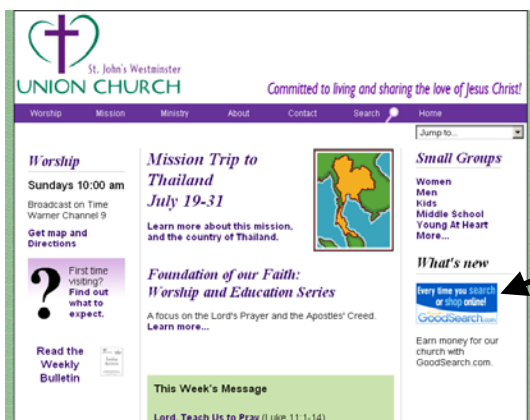 St. John's Westminster
UNION CHURCH
Committed to living and sharing the love of Jesus Christ!
Worship Mission Ministry About Contact Search Home
Jump to...
Worship
Sundays 10:00 am
Broadcast on Time
Warner Channel 9
Get map and
Directions
?
First time
visiting?
Find out
what to
expect.
Read the
Weekly
Bulletin
Mission Trip to
Thailand
July 19-31
Learn more about this mission,
and the country of Thailand.
Foundation of our Faith:
Worship and Education Series
A focus on the Lord's Prayer and the Apostles' Creed.
Learn more...
This Week's Message
Lord, Teach Us to Pray (Luke 11:1-14)
Small Groups
Women
Men
Kids
Middle School
Young At Heart
More...
What's new
Every time you search
or shop online!
GoodSearch.com
Earn money for our
church with
GoodSearch.com.